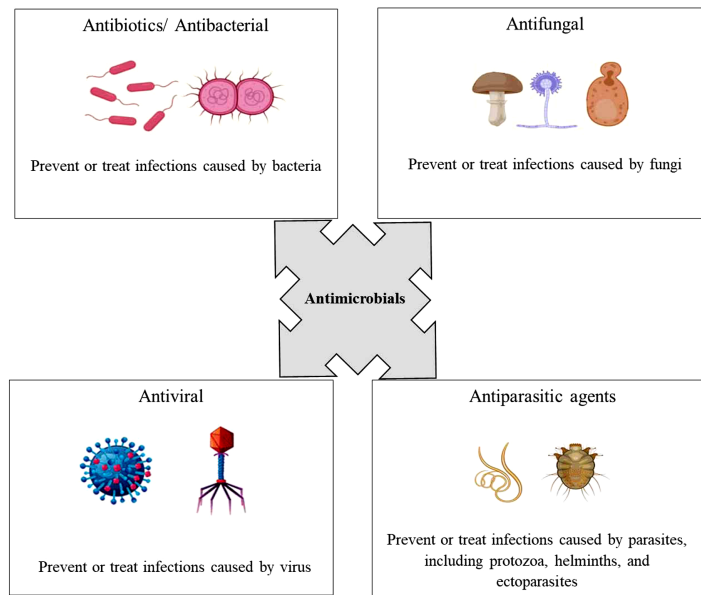 Antibiotics/ Antibacterial
Prevent or treat infections caused by bacteria
Antifungal
Prevent or treat infections caused by fungi
Antimicrobials
Antiviral
Prevent or treat infections caused by virus
Antiparasitic agents
Prevent or treat infections caused by parasites,
including protozoa, helminths, and
ectoparasites